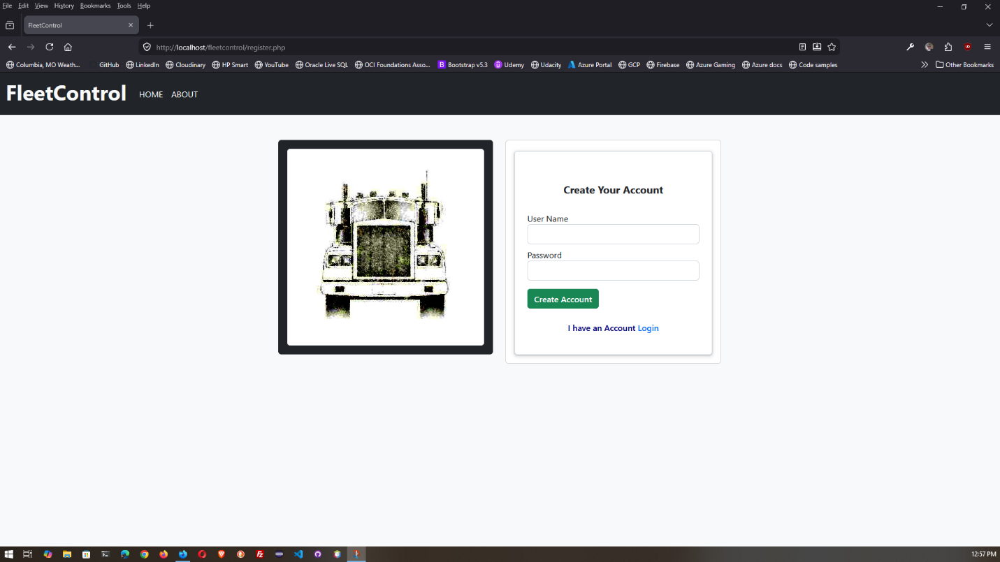 File Edit View History Bookmarks Tools Help
FleetControl
http://localhost/fleetcontrol/register.php
Columbia, MO Weath... GitHub LinkedIn Cloudinary HP Smart YouTube Oracle Live SQL OCI Foundations Asso... Bootstrap v5.3 Udemy Udacity Azure Portal GCP Firebase Azure Gaming Azure docs Code samples Other Bookmarks
FleetControl HOME ABOUT
Create Your Account
User Name
Password
Create Account
I have an Account Login
12:57 PM